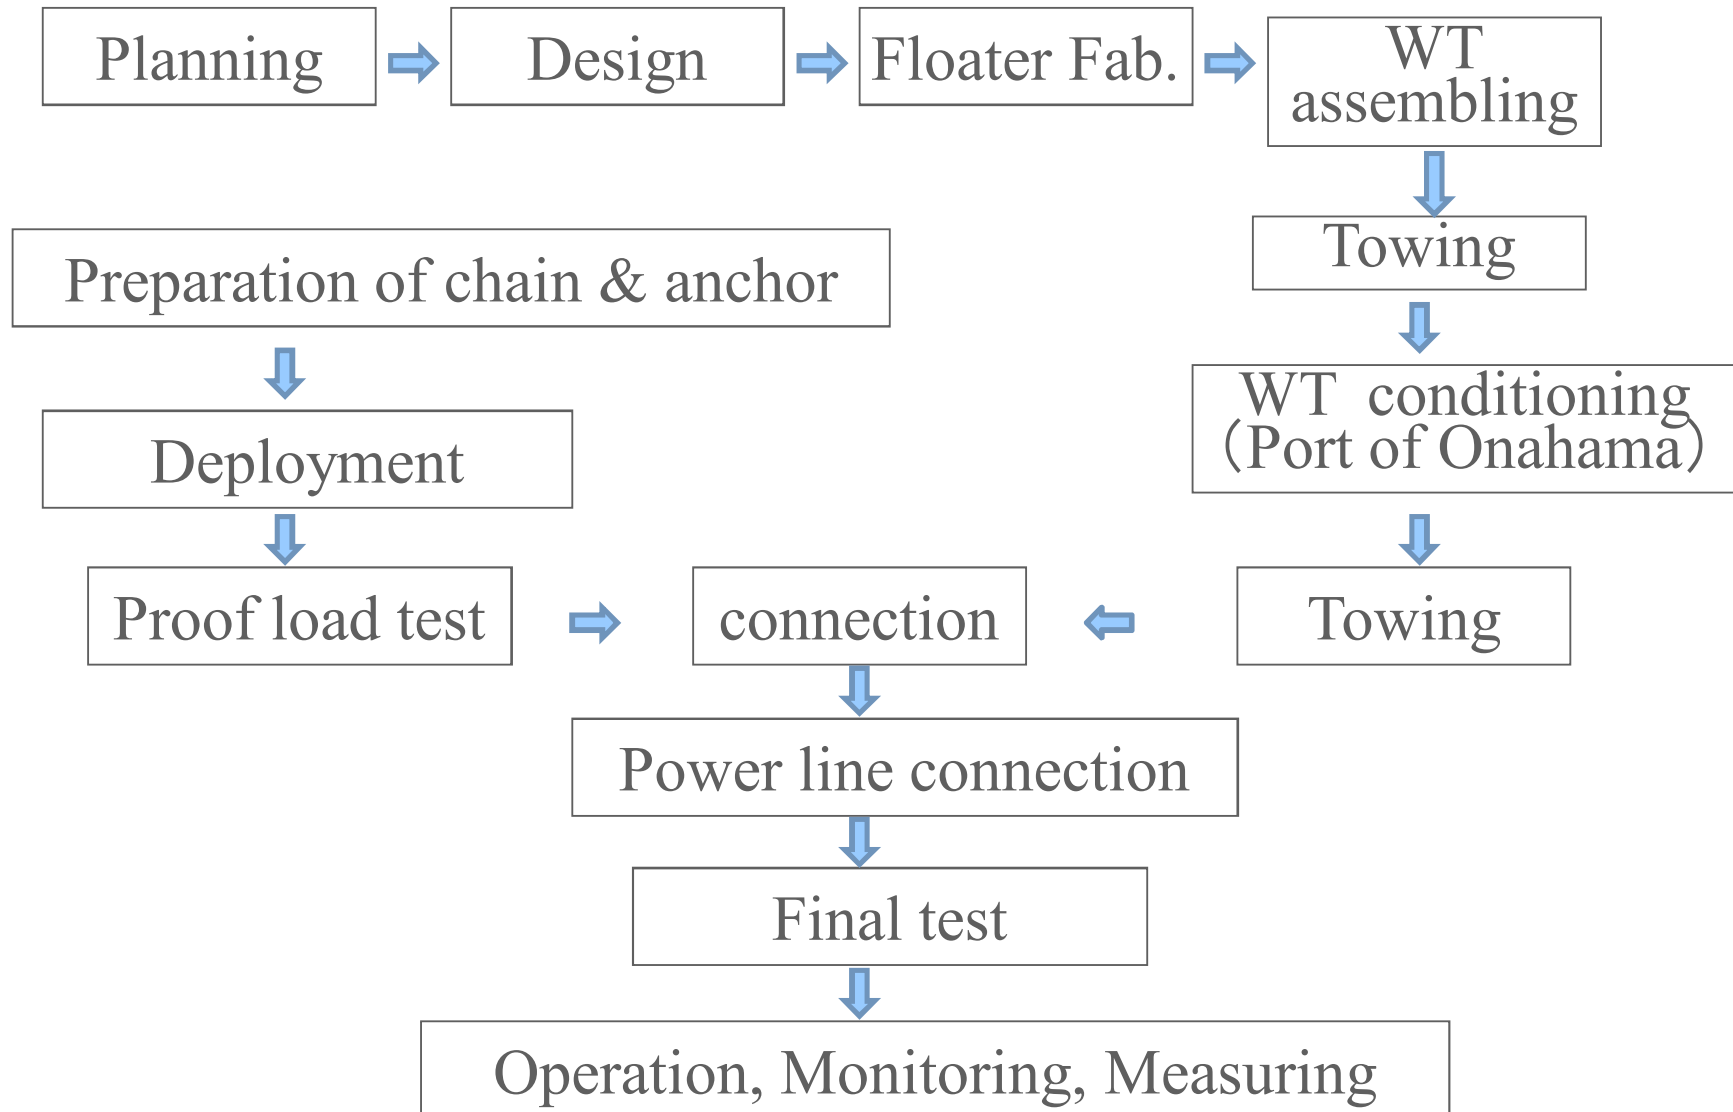 Planning
Design
Floater Fab.
WT
assembling
Towing
Preparation of chain & anchor
WT conditioning
（Port of Onahama）
Deployment
Proof load test
connection
Towing
Power line connection
Final test
Operation, Monitoring, Measuring